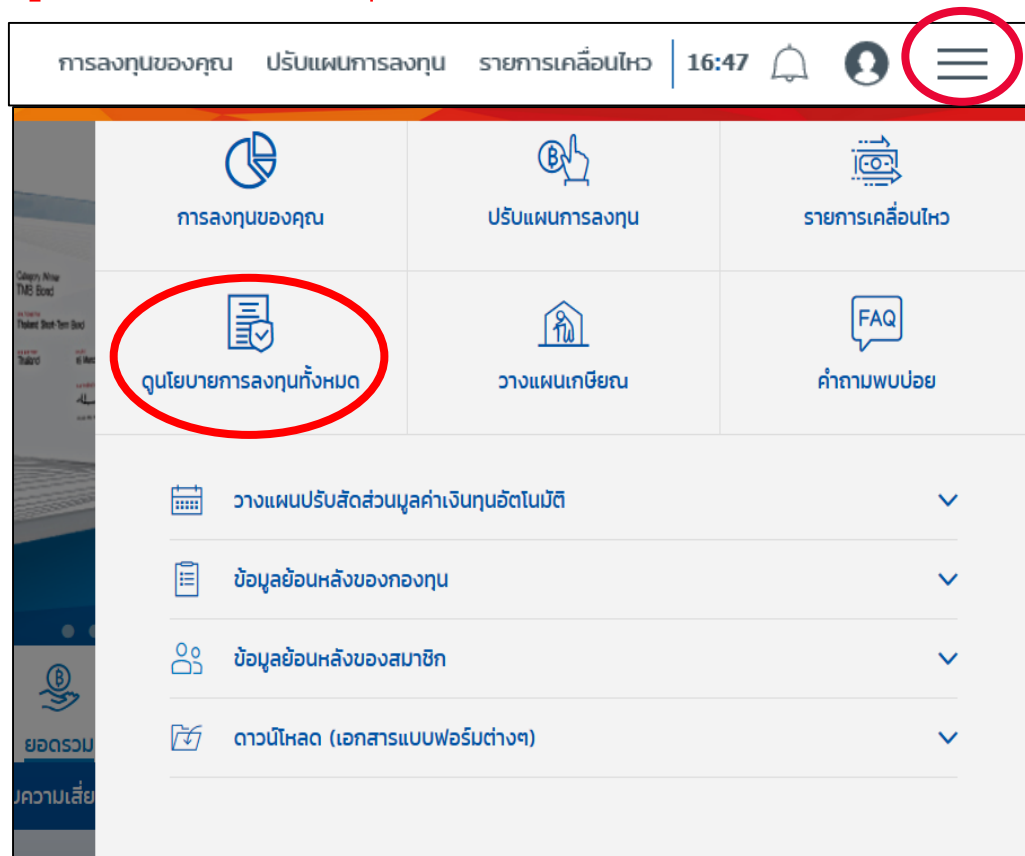 การลงทุนของคุณ ปรับแผนการลงทุน รายการเคลื่อนไหว 16:47
การลงทุนของคุณ ปรับแผนการลงทุน รายการเคลื่อนไหว
TMB Bond
Thailand Short-Term Bond
Thailand
FAQ
ดูนโยบายการลงทุนทั้งหมด วางแผนเกษียณ คำถามพบบ่อย
วางแผนปรับสัดส่วนมูลค่าเงินทุนอัตโนมัติ
ข้อมูลย้อนหลังของกองทุน
ข้อมูลย้อนหลังของสมาชิก
ดาวน์โหลด (เอกสารแบบฟอร์มต่างๆ)
ยอดรวม